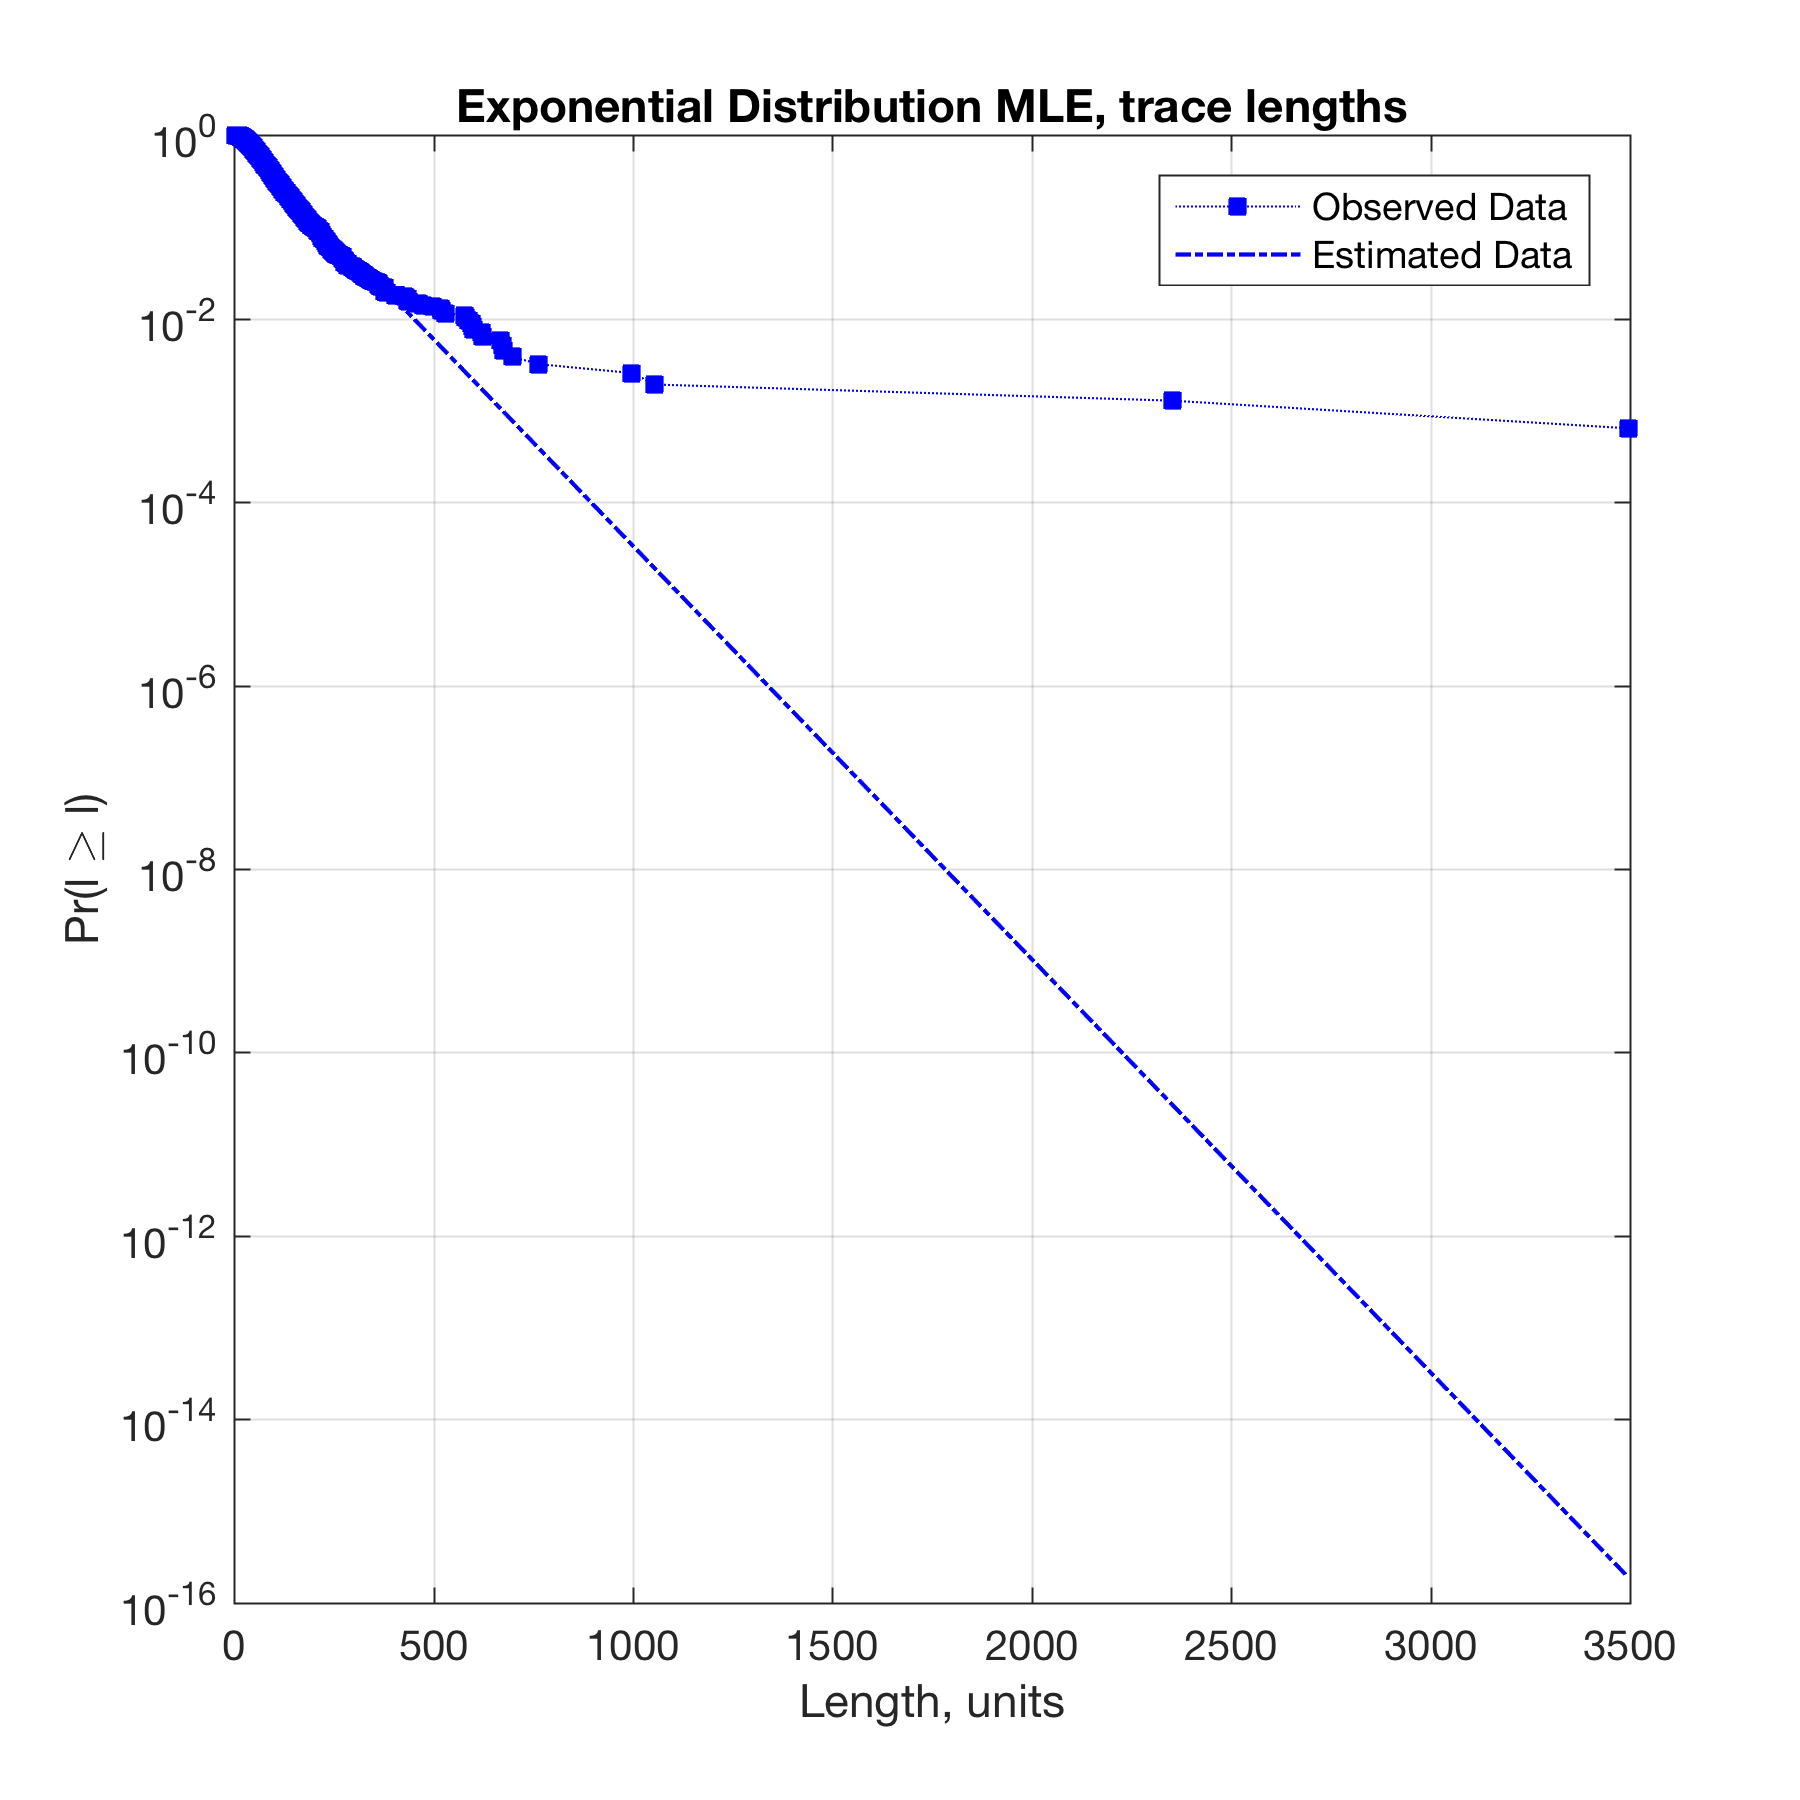 Exponential Distribution MLE, trace lengths
Observed Data
Estimated Data
10^0
10^-2
10^-4
10^-6
10^-8
10^-10
10^-12
10^-14
10^-16
Pr(l ≥ l)
0 500 1000 1500 2000 2500 3000 3500
Length, units